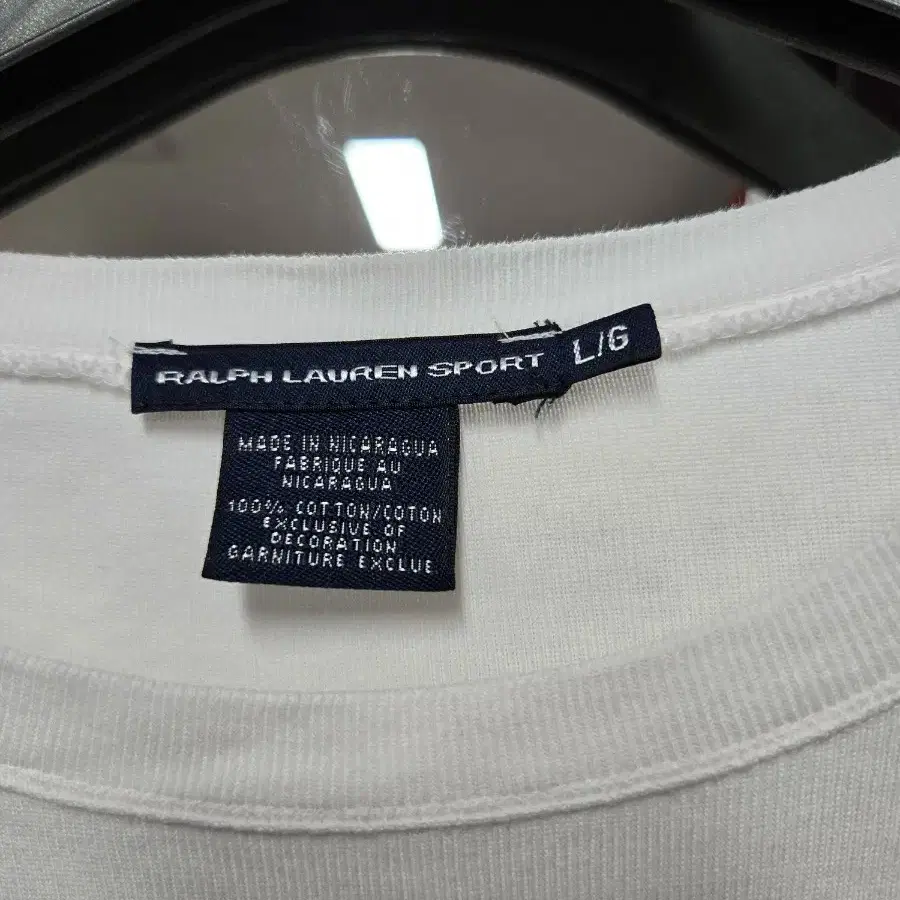 RALPH LAUREN SPORT
L/G
MADE IN NICARAGUA
FABRIQUE AU
NICARAGUA
100% COTTON/COTON
EXCLUSIVE OF
DECORATION
GARNITURE EXCLUE